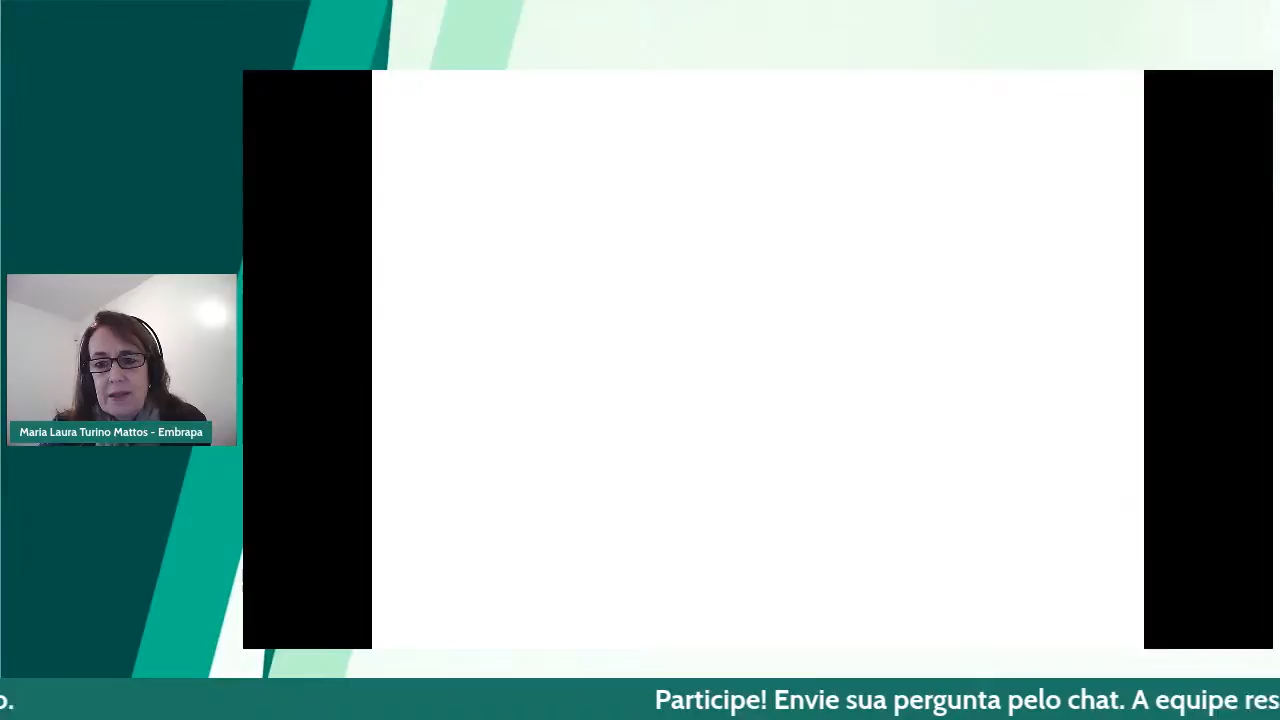 Maria Laura Turino Mattos - Embrapa
o. Participe! Envie sua pergunta pelo chat. A equipe res